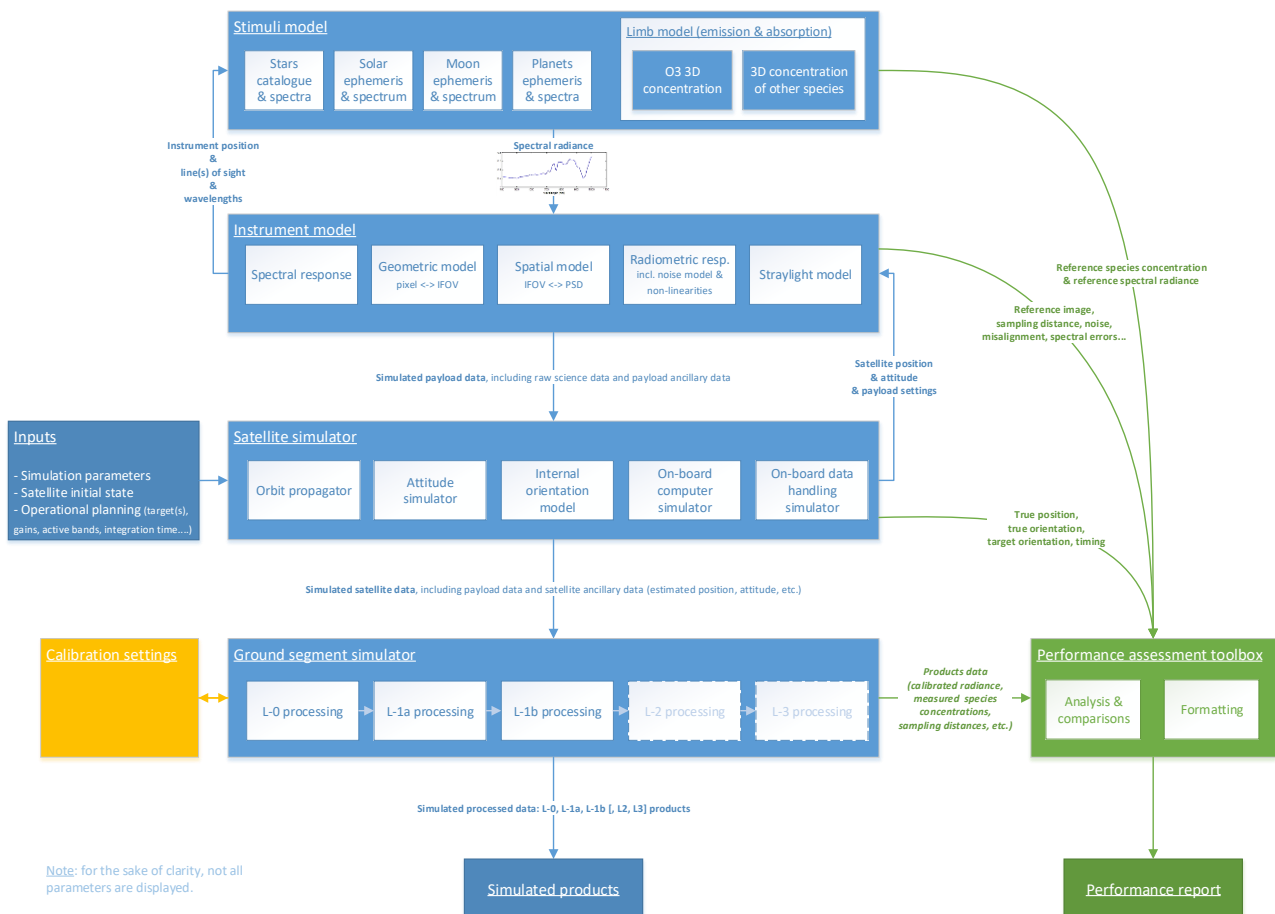 Stimuli model
Stars
catalogue
& spectra
Solar
ephemeris
& spectrum
Moon
ephemeris
& spectrum
Planets
ephemeris
& spectra
Limb model (emission & absorption)
O3 3D
concentration
3D concentration
of other species
Instrument position
&
line(s) of sight
&
wavelengths
Spectral radiance
Instrument model
Spectral response
Geometric model
pixel <-> IFOV
Spatial model
IFOV <-> PSD
Radiometric resp.
incl. noise model &
non-linearities
Straylight model
Reference species concentration
& reference spectral radiance
Reference image,
sampling distance, noise,
misalignment, spectral errors...
Simulated payload data, including raw science data and payload ancillary data
Satellite position
& attitude
& payload settings
Inputs
- Simulation parameters
- Satellite initial state
- Operational planning (target(s),
gains, active bands, integration time....)
Satellite simulator
Orbit propagator
Attitude
simulator
Internal
orientation
model
On-board
computer
simulator
On-board data
handling
simulator
True position,
true orientation,
target orientation, timing
Simulated satellite data, including payload data and satellite ancillary data (estimated position, attitude, etc.)
Calibration settings
Ground segment simulator
L-0 processing
L-1a processing
L-1b processing
L-2 processing
L-3 processing
Products data
(calibrated radiance,
measured species
concentrations,
sampling distances, etc.)
Performance assessment toolbox
Analysis &
comparisons
Formatting
Simulated processed data: L-0, L-1a, L-1b [, L2, L3] products
Note: for the sake of clarity, not all
parameters are displayed.
Simulated products
Performance report